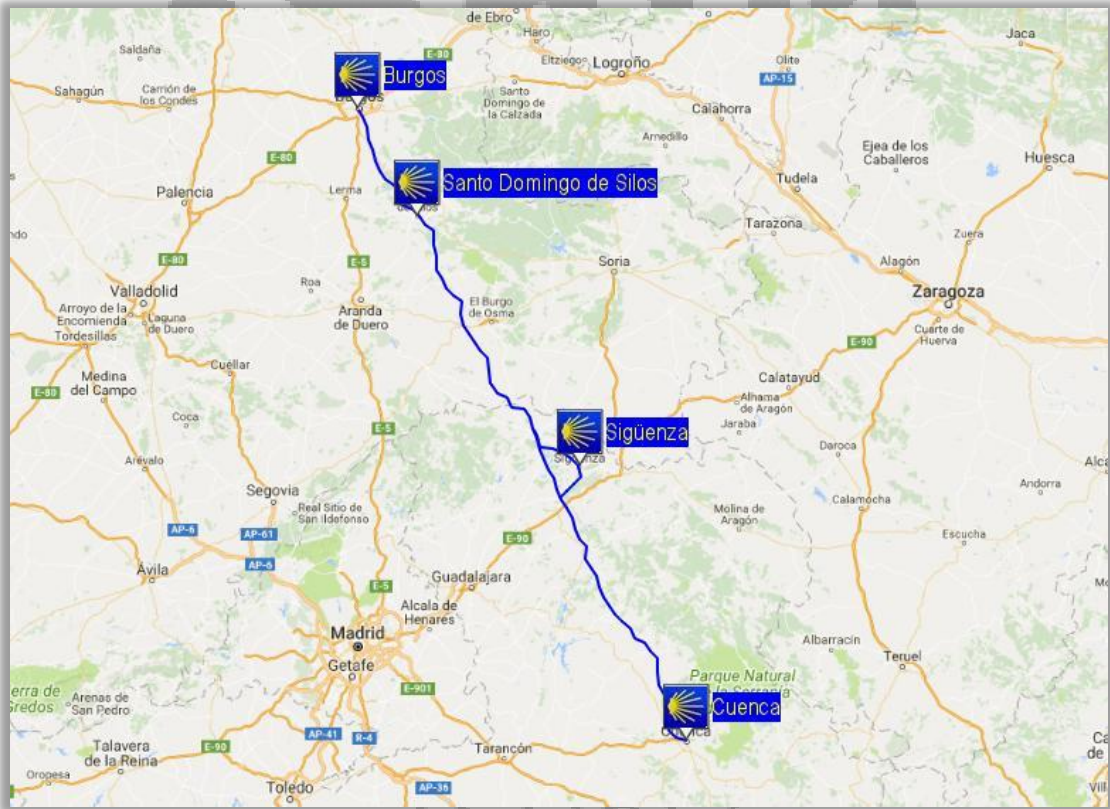 de Ebro
Haro
Jaca
Saldaña
E-80
Eltziego
Logroño
Olite
AP-15
Burgos
Sahagún
Carrión de
los Condes
Santo
Domingo de
la Calzada
Calahorra
Arnedillo
Ejea de los
Caballeros
Huesca
E-80
Tudela
Palencia
Lerma
Santo Domingo de Silos
Tarazona
Zuera
E-80
E-5
Soria
Alagón
Valladolid
Roa
El Burgo
de Osma
Zaragoza
Arroyo de la
Encomienda
Laguna
de Duero
Aranda
de Duero
Cuarte de
Huerva
Tordesillas
E-90
Cuéllar
Medina
del Campo
Calatayud
E-80
Alhama
de Aragón
Coca
Jaraba
E-5
Sigüenza
Daroca
Arévalo
Segovia
Andorra
Real Sitio de
San Ildefonso
Calamocha
Molina de
Aragón
AP-6
AP-61
E-90
Escucha
AP-6
Ávila
Guadalajara
E-5
Alcala de
Henares
Madrid
Albarracín
Getafe
Teruel
Parque Natural
la Serranía
E-901
Arenas de
San Pedro
Cuenca
AP-41
R-4
Talavera
de la Reina
E-90
Tarancón
Oropesa
Toledo
AP-36